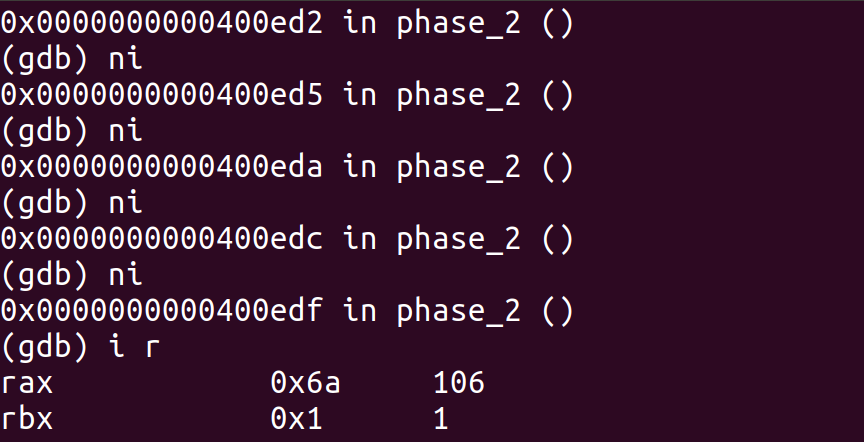 0x0000000000400ed2 in phase_2 ()
(gdb) ni
0x0000000000400ed5 in phase_2 ()
(gdb) ni
0x0000000000400eda in phase_2 ()
(gdb) ni
0x0000000000400edc in phase_2 ()
(gdb) ni
0x0000000000400edf in phase_2 ()
(gdb) i r
rax            0x6a     106
rbx            0x1      1